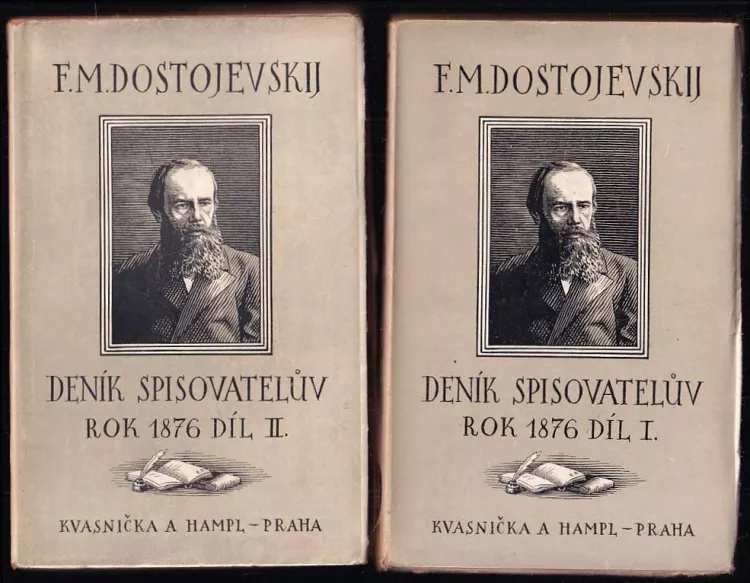 F.M.DOSTOJEVSKIJ
DENÍK SPISOVATELŮV
ROK 1876 DÍL II.
KVASNIČKA A HAMPL – PRAHA
F.M.DOSTOJEVSKIJ
DENÍK SPISOVATELŮV
ROK 1876 DÍL I.
KVASNIČKA A HAMPL – PRAHA